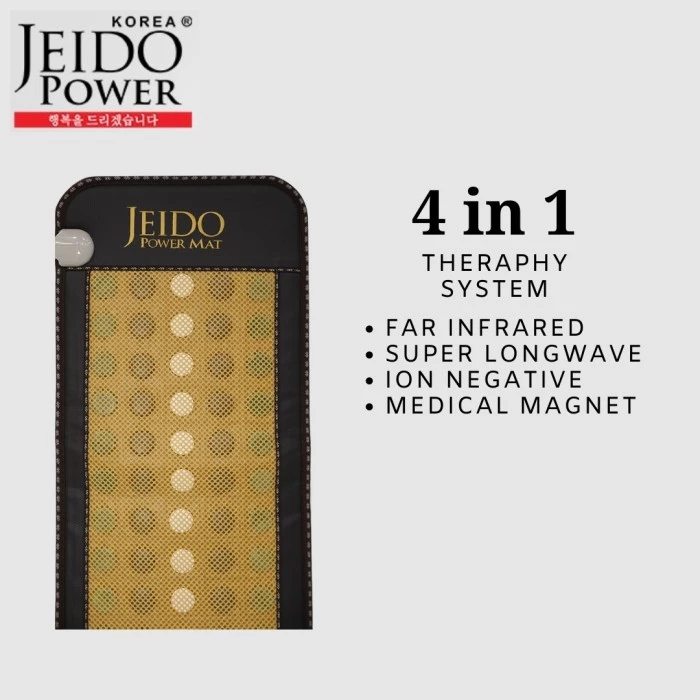 KOREA ®
JEIDO
POWER
행복을 드리겠습니다
JEIDO
POWER MAT
4 in 1
THERAPHY
SYSTEM
• FAR INFRARED
• SUPER LONGWAVE
• ION NEGATIVE
• MEDICAL MAGNET